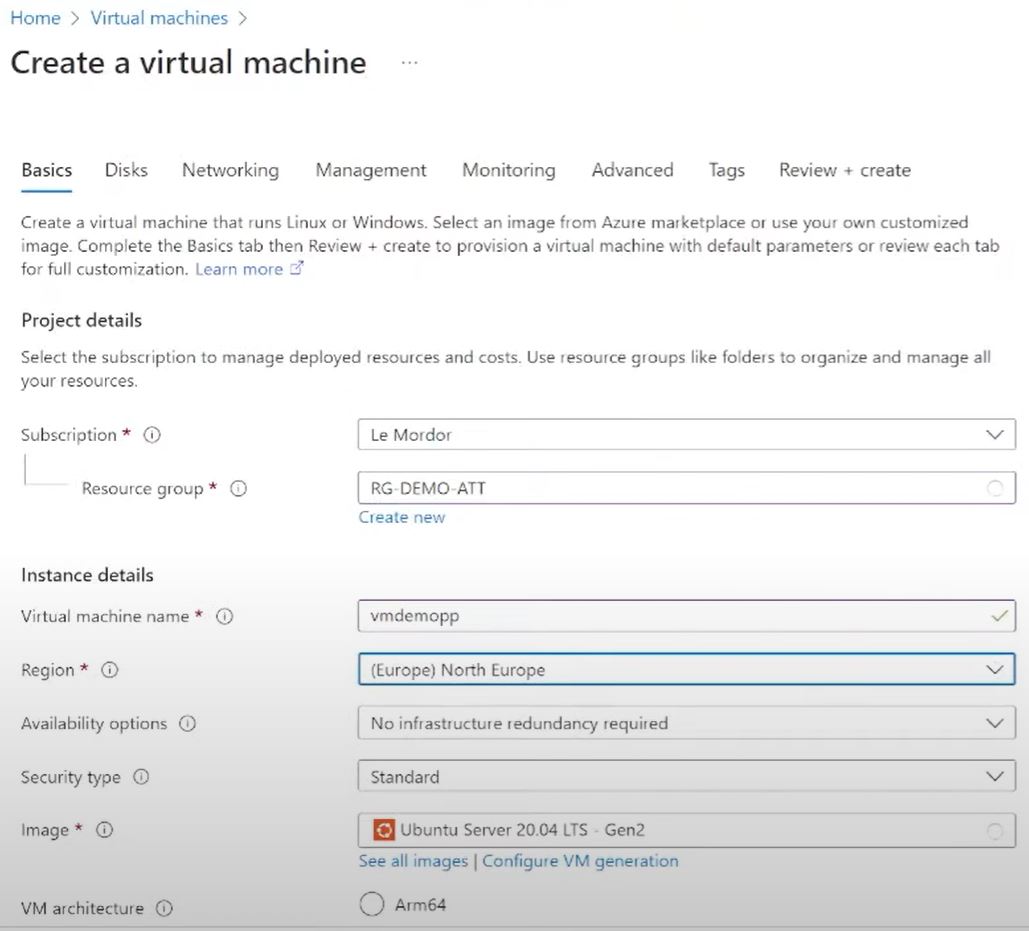 Home > Virtual machines >
Create a virtual machine ...
Basics Disks Networking Management Monitoring Advanced Tags Review + create
Create a virtual machine that runs Linux or Windows. Select an image from Azure marketplace or use your own customized
image. Complete the Basics tab then Review + create to provision a virtual machine with default parameters or review each tab
for full customization. Learn more
Project details
Select the subscription to manage deployed resources and costs. Use resource groups like folders to organize and manage all
your resources.
Subscription * Le Mordor
Resource group * RG-DEMO-ATT
Create new
Instance details
Virtual machine name * vmdemopp
Region * (Europe) North Europe
Availability options No infrastructure redundancy required
Security type Standard
Image * Ubuntu Server 20.04 LTS - Gen2
See all images | Configure VM generation
VM architecture Arm64